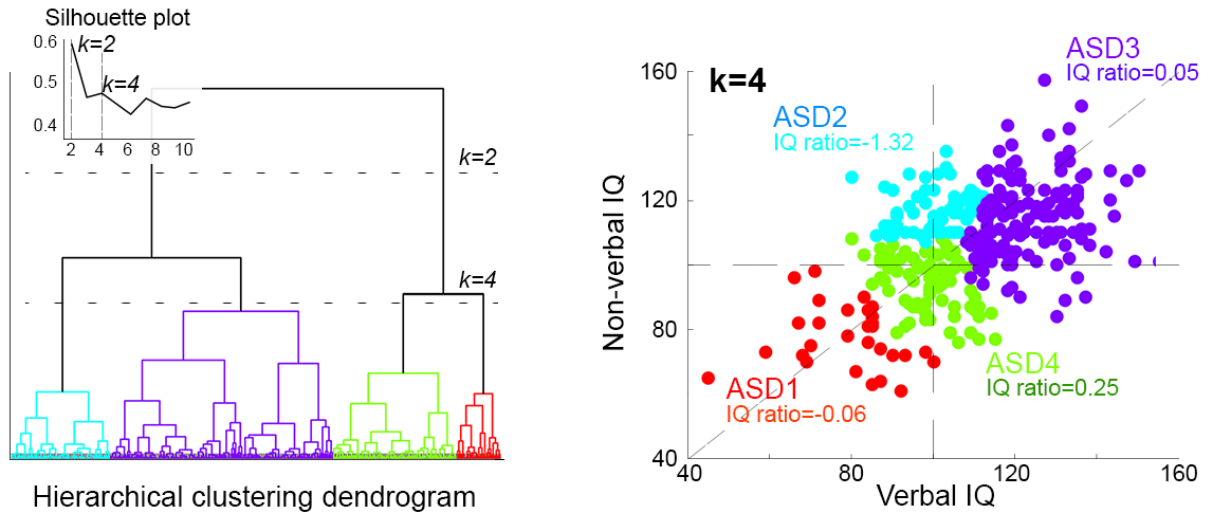 Silhouette plot
0.6
0.5
0.4
k=2
k=4
2 4 6 8 10
k=2
k=4
Hierarchical clustering dendrogram
k=4
ASD3
IQ ratio=0.05
ASD2
IQ ratio=-1.32
ASD4
IQ ratio=0.25
ASD1
IQ ratio=-0.06
Non-verbal IQ
160
120
80
40
40 80 120 160
Verbal IQ